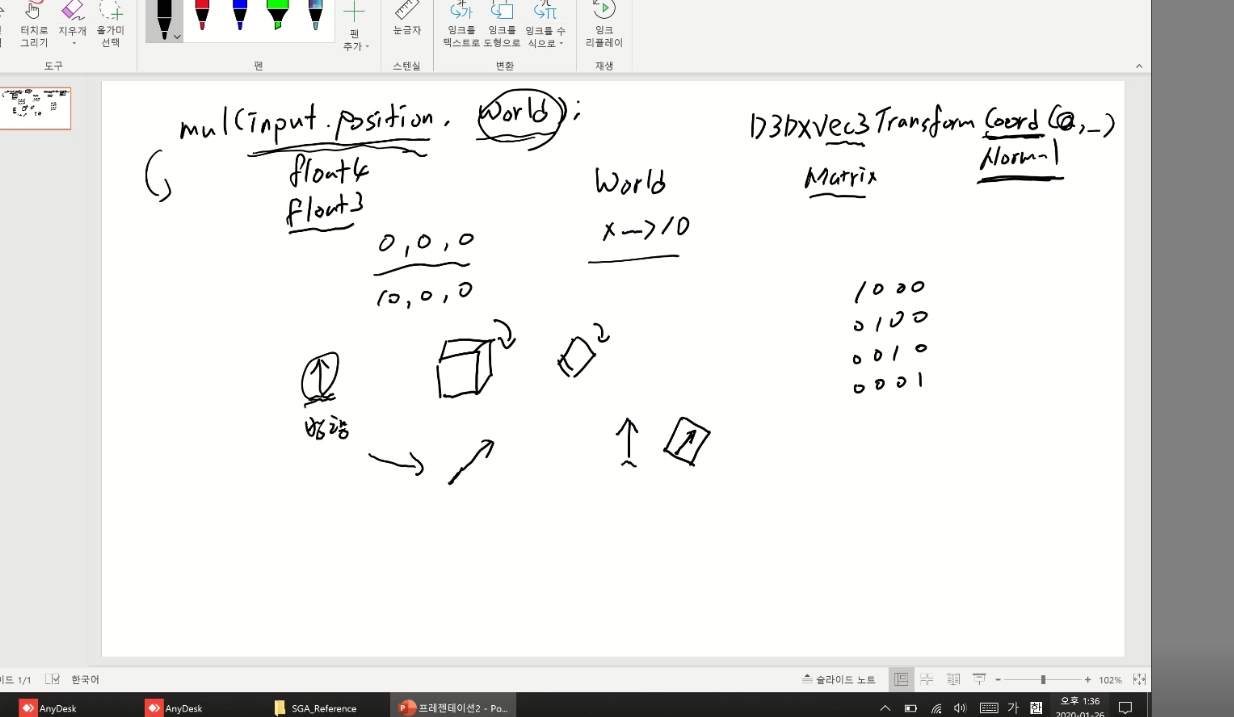 터치로 그리기
지우개
올가미 선택
펜 추가
눈금자
잉크를 텍스트로
잉크를 도형으로
잉크를 수식으로
잉크 리플레이
도구
펜
스텐실
변환
재생
mul(input.position, World);
float4
float3
0,0,0
10,0,0
World
x -> 10
D3DXVec3TransformCoord(@,_)
Matrix
Normal
1 0 0 0
0 1 0 0
0 0 1 0
0 0 0 1
1/1
한국어
슬라이드 노트
102%
AnyDesk
AnyDesk
SGA_Reference
프레젠테이션2 - Po...
가
한
오후 1:36
2020-01-26